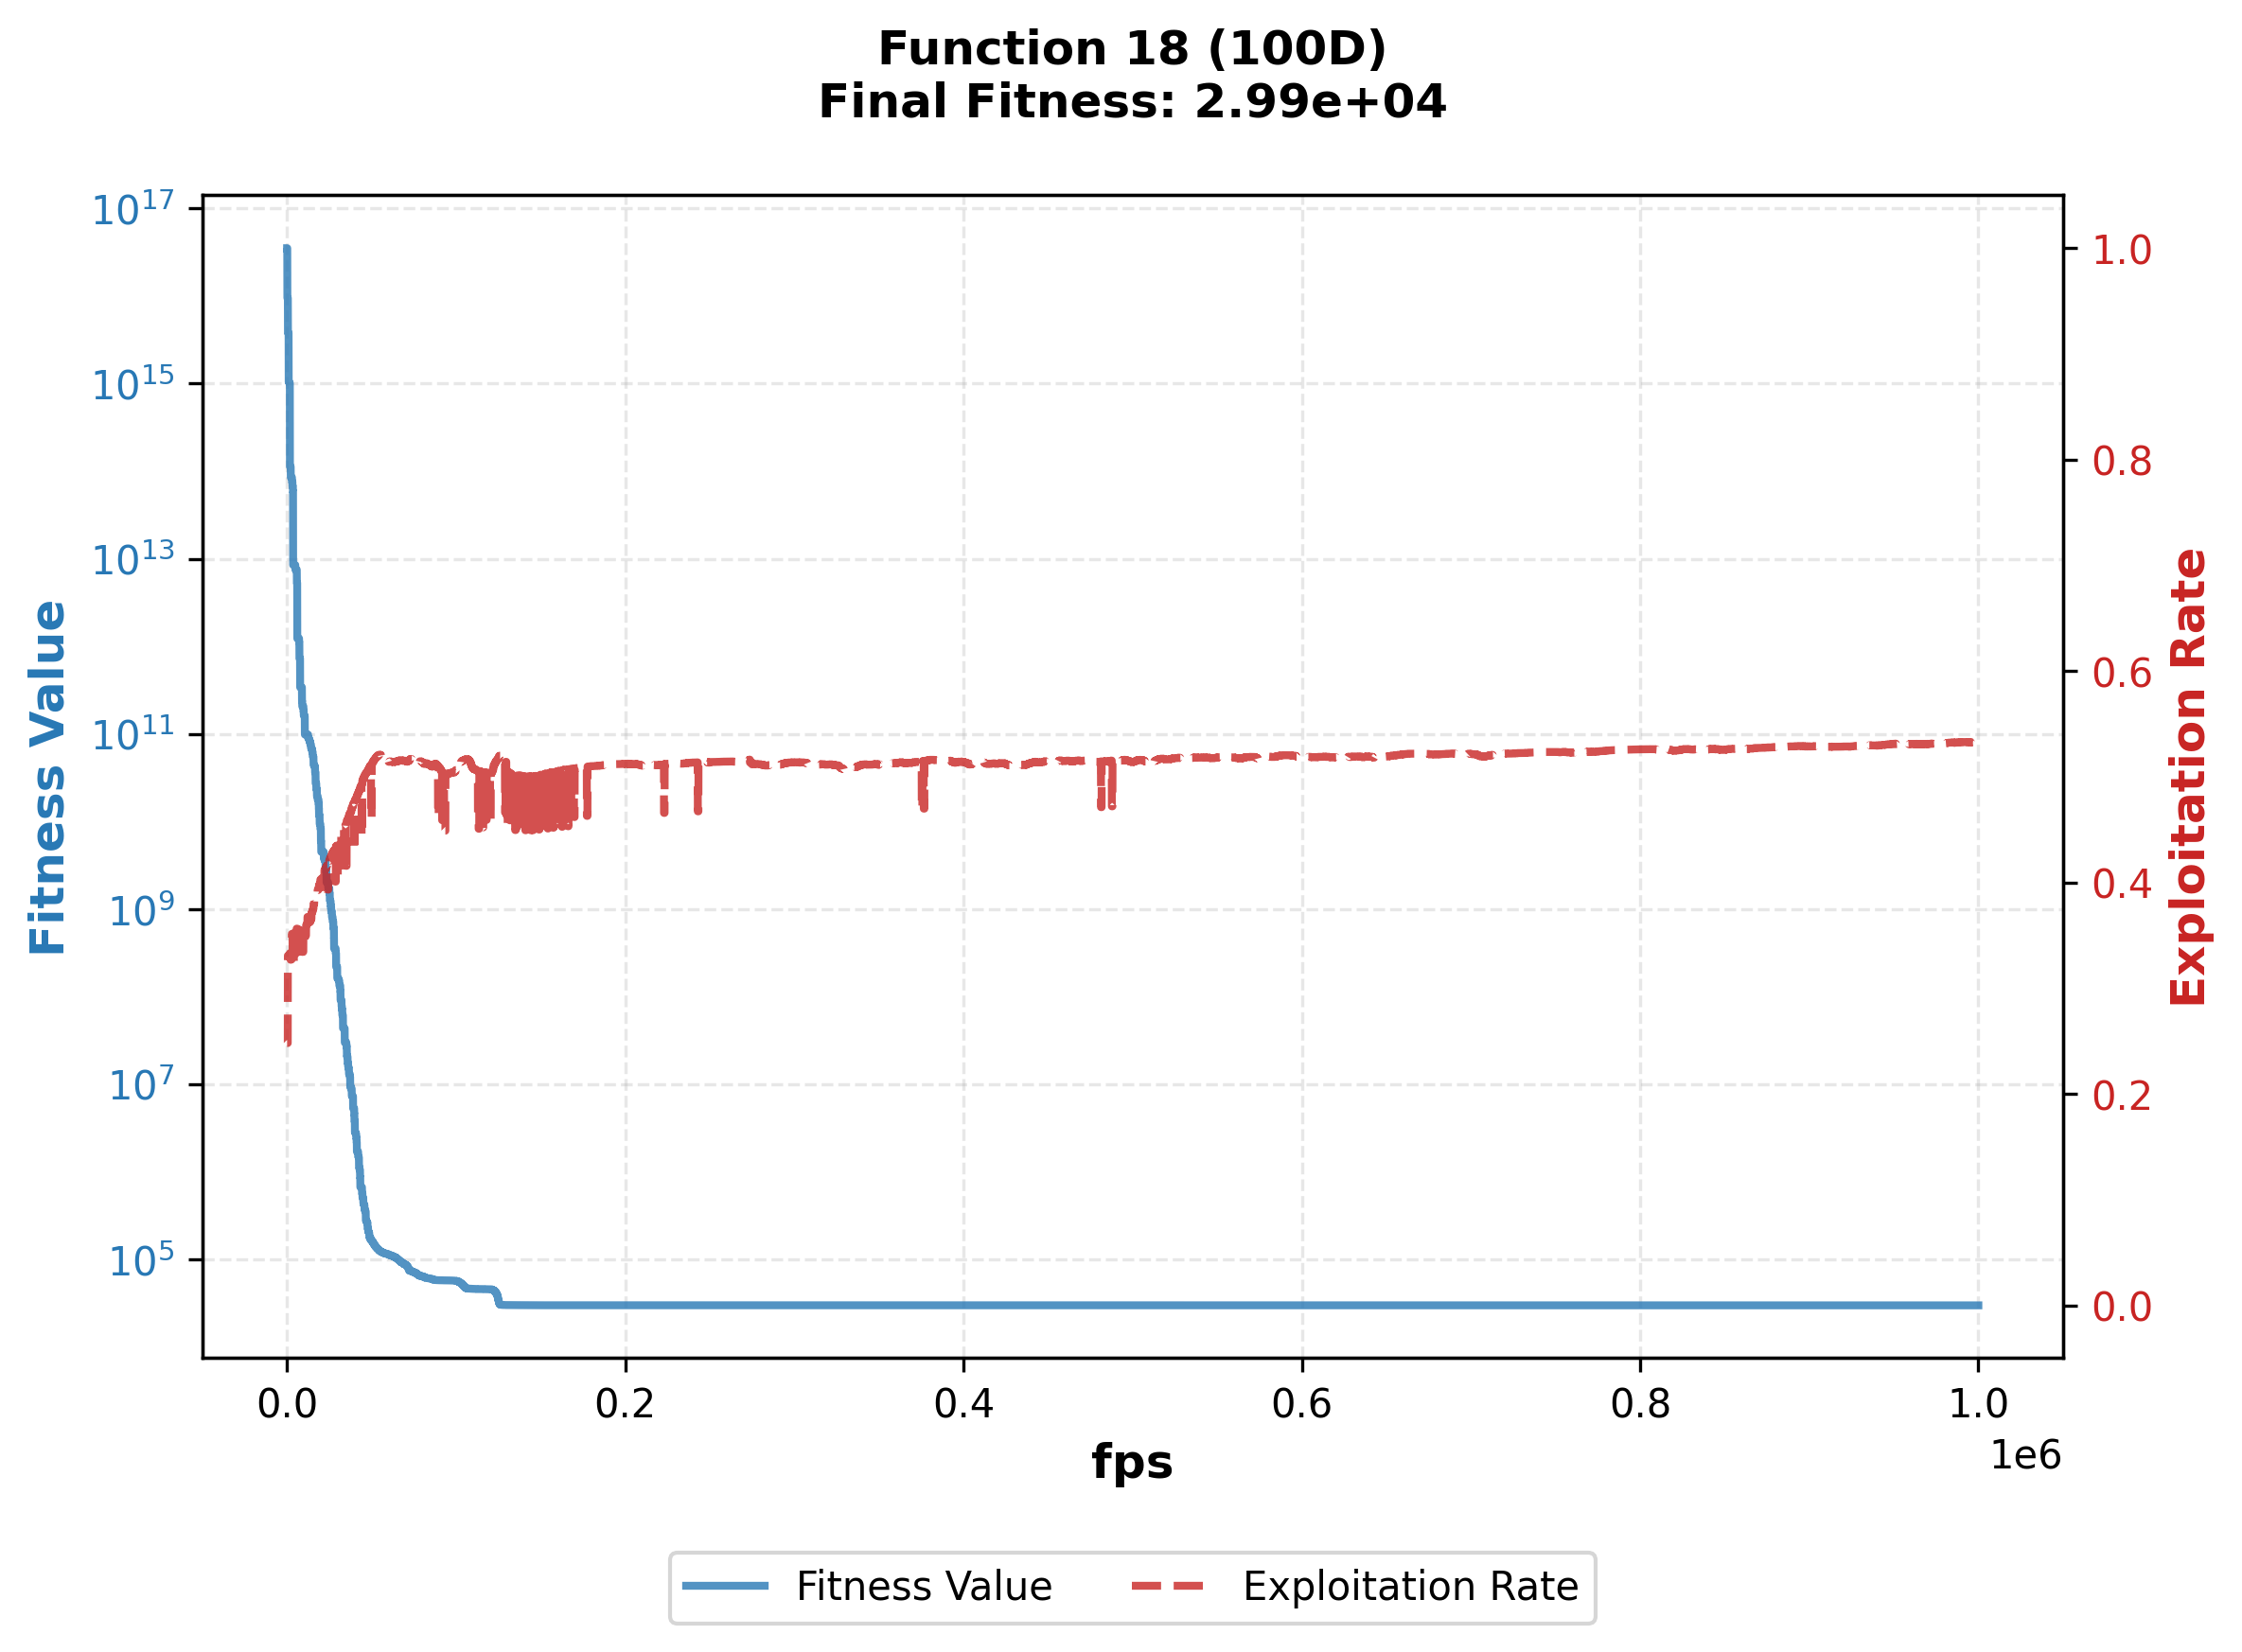 Function 18 (100D)
Final Fitness: 2.99e+04
Fitness Value
10^17
10^15
10^13
10^11
10^9
10^7
10^5
1.0
0.8
0.6
0.4
0.2
0.0
Exploitation Rate
0.0 0.2 0.4 0.6 0.8 1.0
fps
1e6
Fitness Value Exploitation Rate